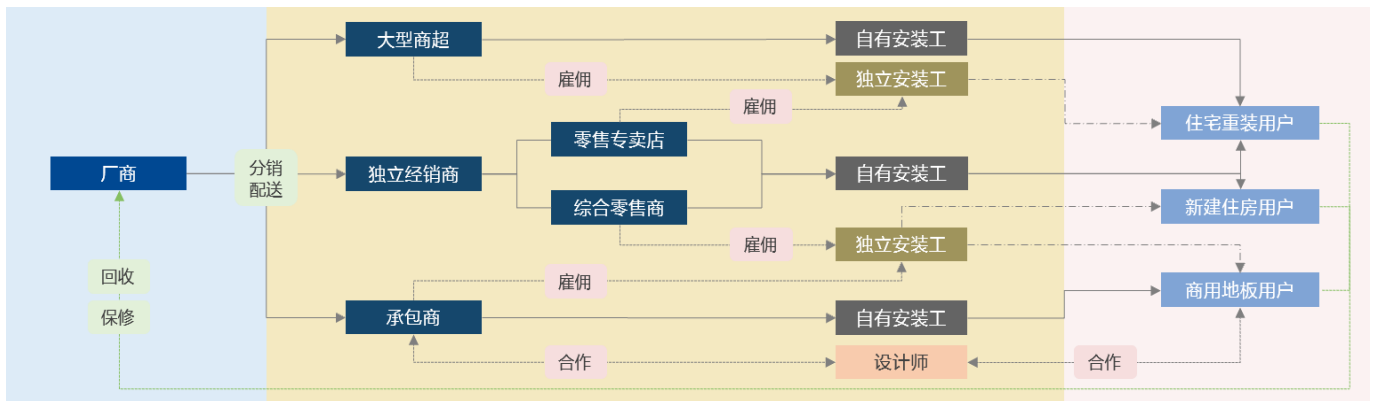 大型商超
自有安装工
雇佣
独立安装工
雇佣
住宅重装用户
零售专卖店
厂商
分销
配送
独立经销商
自有安装工
综合零售商
新建住房用户
雇佣
独立安装工
回收
雇佣
商用地板用户
保修
承包商
自有安装工
合作
设计师
合作